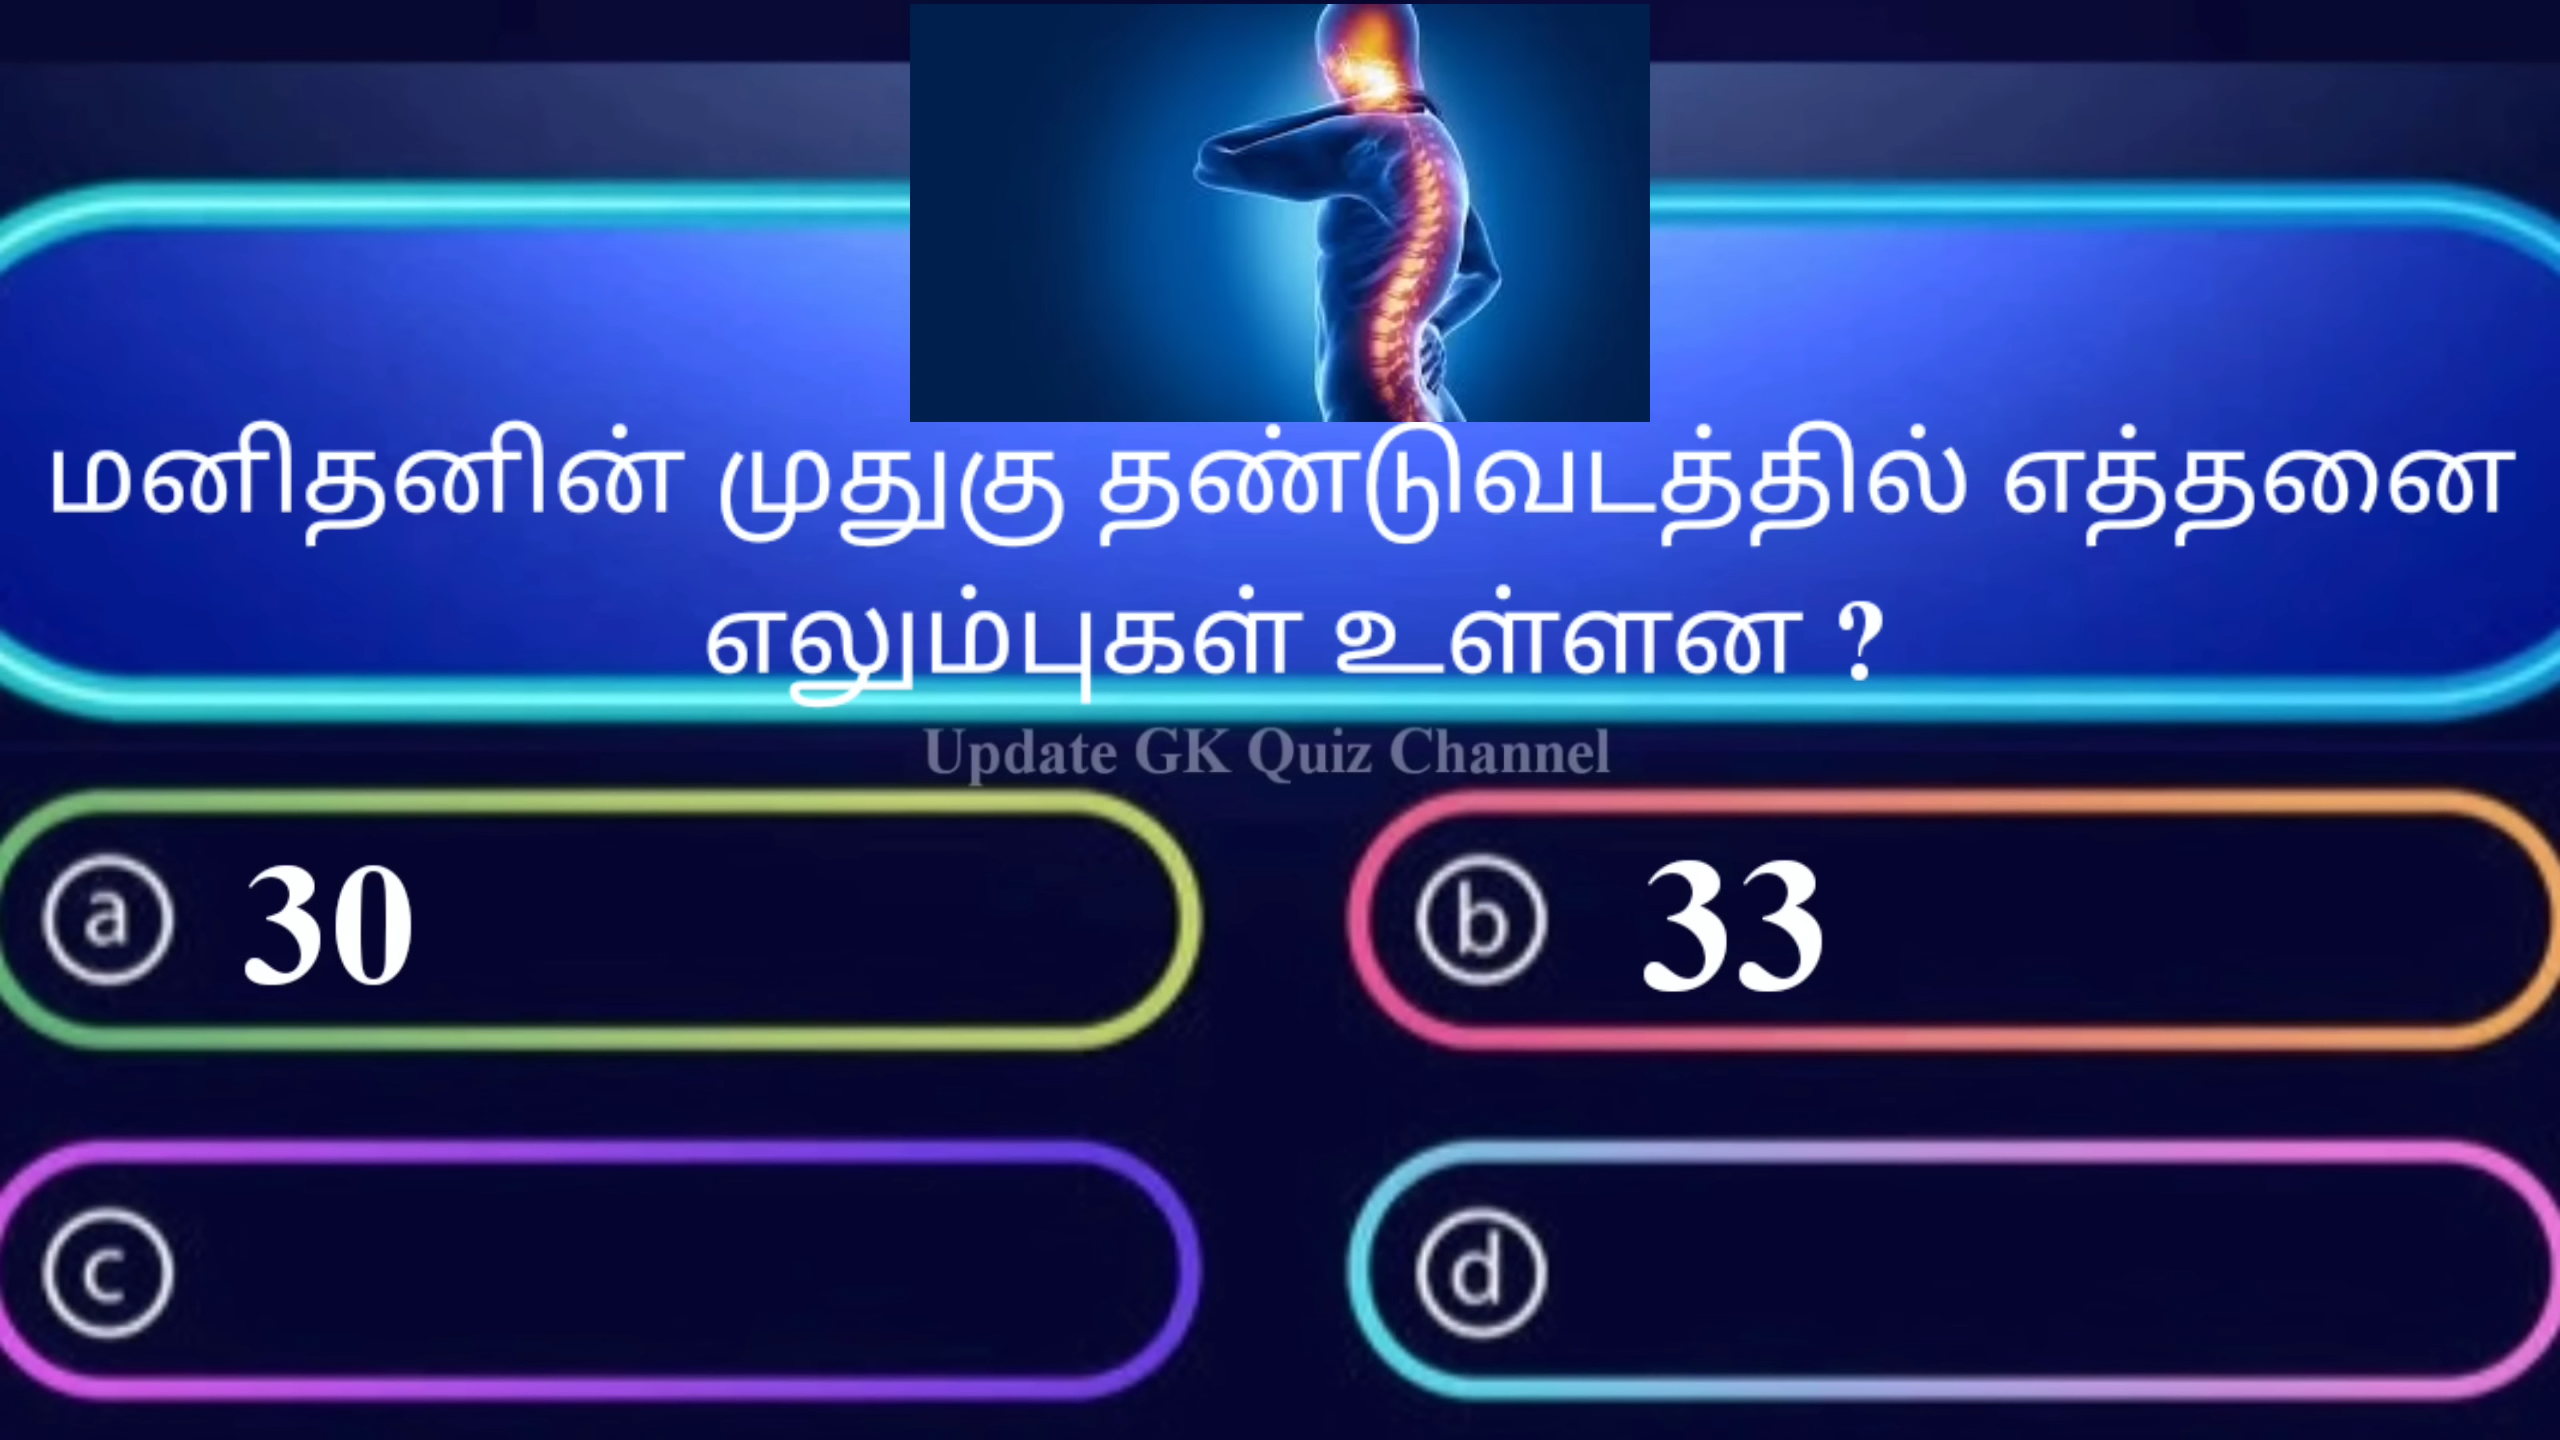 மனிதனின் முதுகு தண்டுவடத்தில் எத்தனை
எலும்புகள் உள்ளன ?
Update GK Quiz Channel
a 30
b 33
c
d